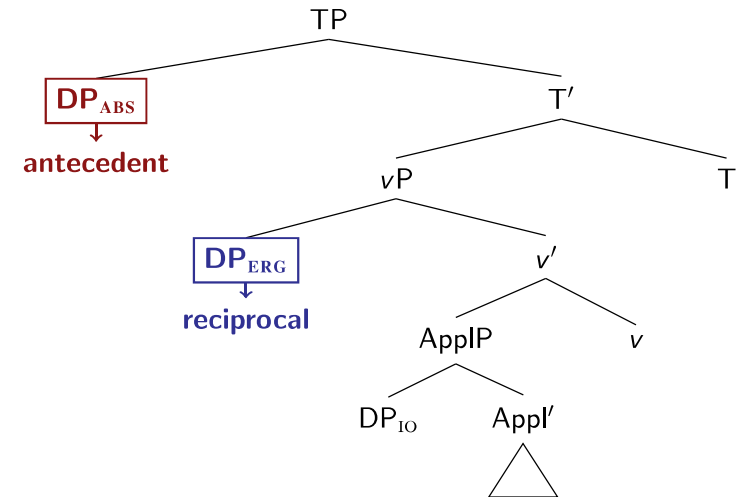 TP
DP_ABS
T′
antecedent
vP
T
DP_ERG
v′
reciprocal
ApplP
v
DP_IO
Appl′